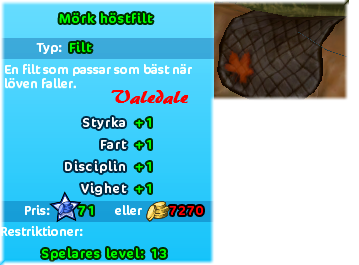 Mörk höstfilt
Typ: Filt
En filt som passar som bäst när
löven faller.
Valedale
Styrka +1
Fart +1
Disciplin +1
Vighet +1
Pris: 71 eller 7270
Restriktioner:
Spelares level: 13